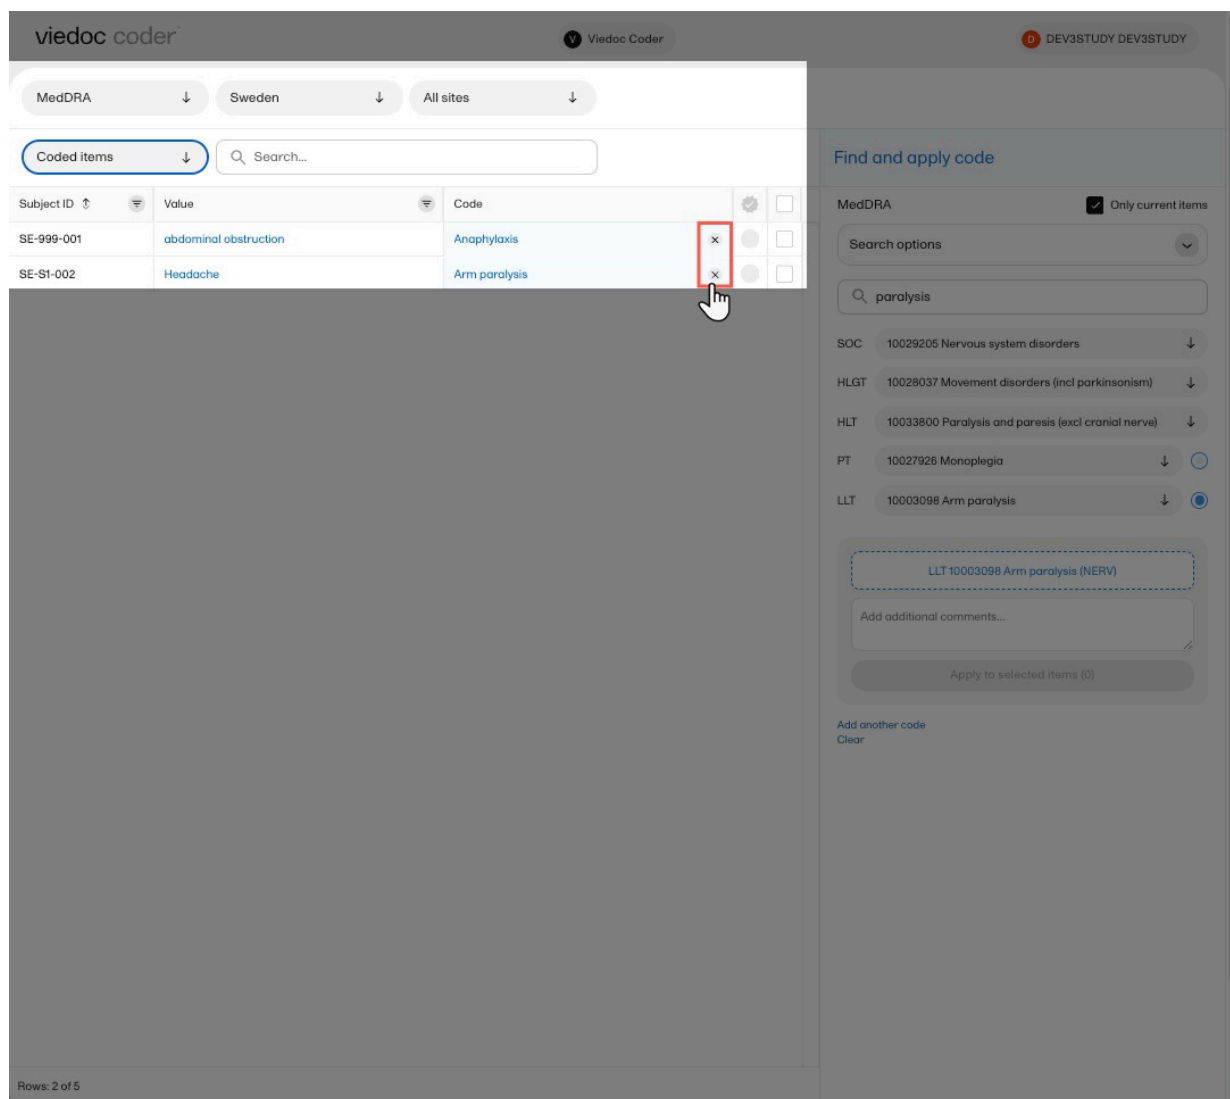 viedoc coder
V Viedoc Coder
D DEV3STUDY DEV3STUDY
MedDRA
Sweden
All sites
Coded items
Search...
Find and apply code
Subject ID
Value
Code
MedDRA
Only current items
SE-999-001
abdominal obstruction
Anaphylaxis
Search options
SE-S1-002
Headache
Arm paralysis
paralysis
SOC 10029205 Nervous system disorders
HLGT 10028037 Movement disorders (incl parkinsonism)
HLT 10033800 Paralysis and paresis (excl cranial nerve)
PT 10027926 Monoplegia
LLT 10003098 Arm paralysis
LLT 10003098 Arm paralysis (NERV)
Add additional comments...
Apply to selected items (0)
Add another code
Clear
Rows: 2 of 5